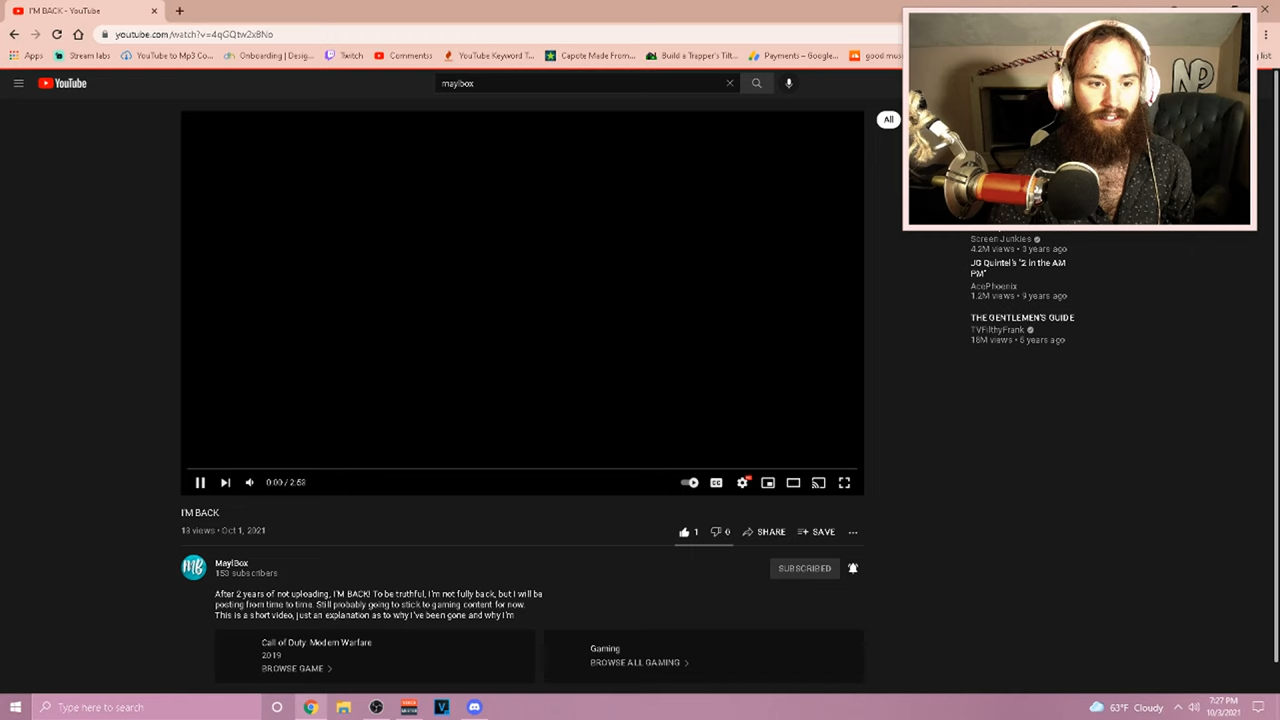 I'M BACK - YouTube
youtube.com/watch?v=4qGQtw2x8No
Apps
Stream labs
YouTube to Mp3 Co...
Onboarding | Desig...
Twitch
Comments
YouTube Keyword T...
Capote Made From...
Build a Trapper's Tilt...
Payments – Google...
good mus
g list
NP
YouTube
maylbox
All
Screen Junkies
4.2M views • 3 years ago
JG Quintel's "2 in the AM
PM"
AcePhoenix
1.2M views • 9 years ago
THE GENTLEMEN'S GUIDE
TVFilthyFrank
0:00 / 2:53
CC
I'M BACK
13 views • Oct 1, 2021
1
0
SHARE
SAVE
MB
MaylBox
153 subscribers
SUBSCRIBED
After 2 years of not uploading, I'M BACK! To be truthful, I'm not fully back, but I will be
posting from time to time. Still probably going to stick to gaming content for now.
This is a short video, just an explanation as to why I've been gone and why I'm
Call of Duty: Modern Warfare
2019
BROWSE GAME
Gaming
BROWSE ALL GAMING
Type here to search
63°F Cloudy
7:27 PM
10/3/2021